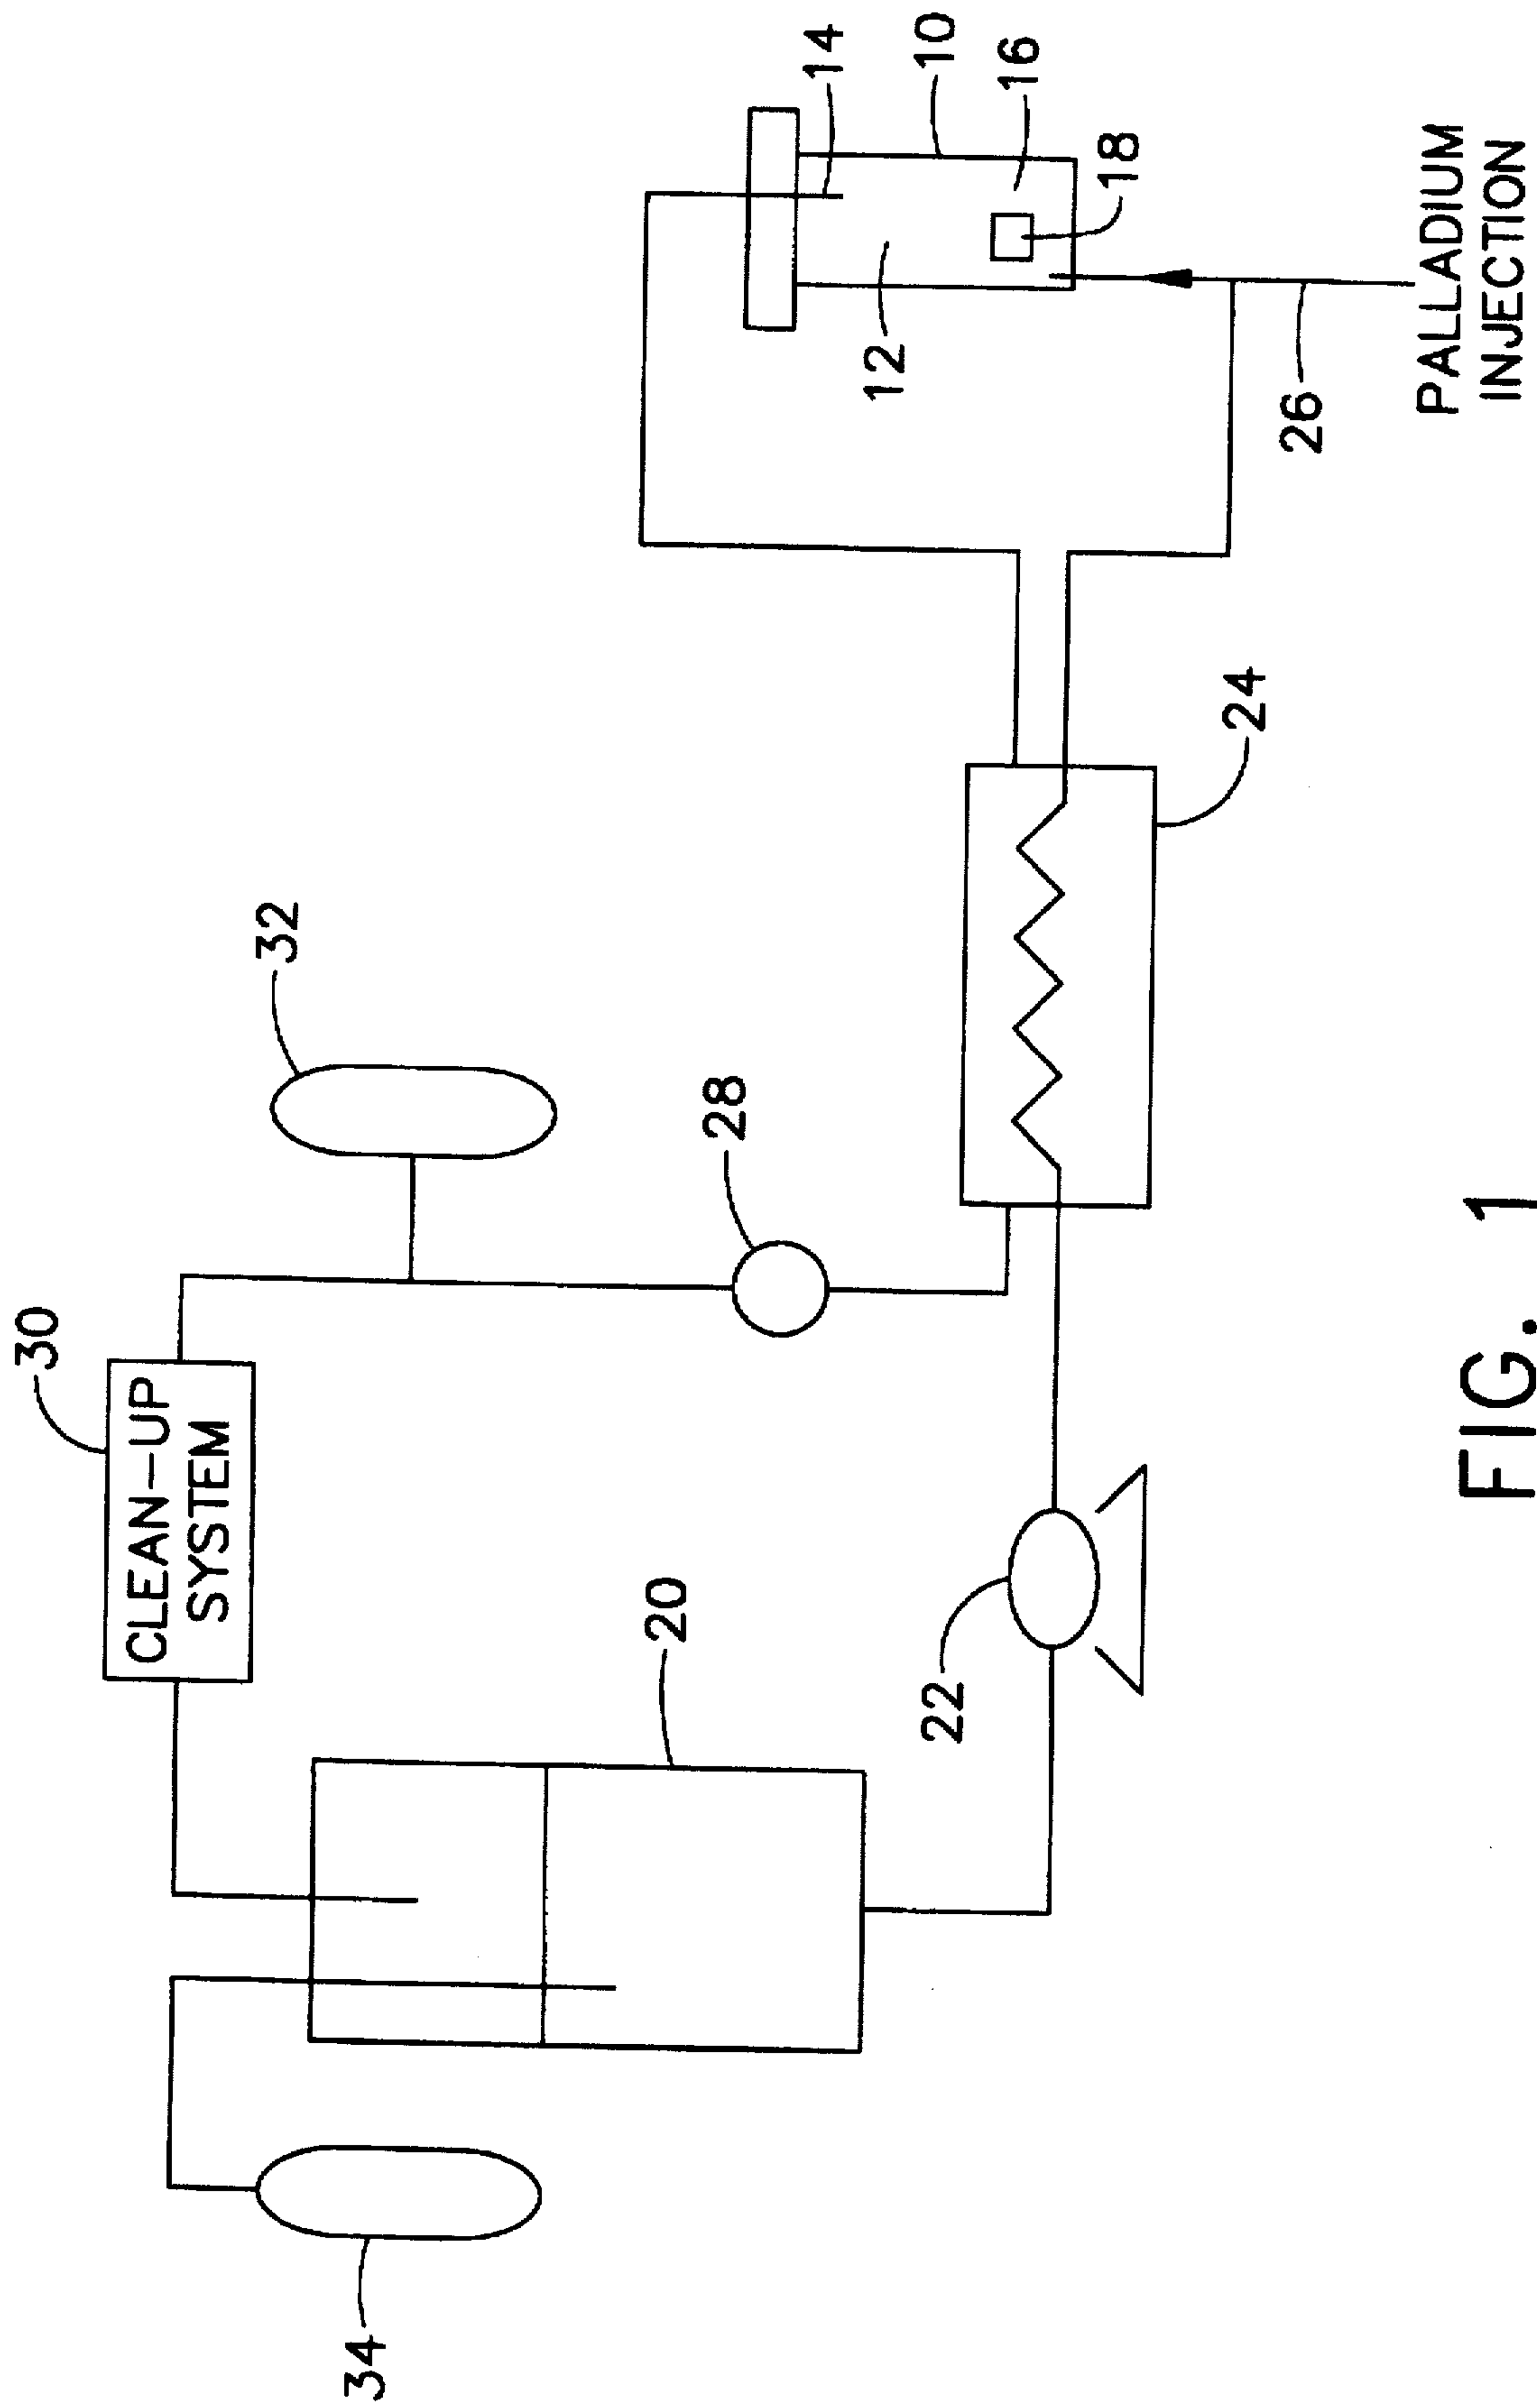 30
CLEAN-UP
SYSTEM
32
34
20
28
22
24
14
10
12
16
18
26
PALLADIUM
INJECTION
FIG. 1